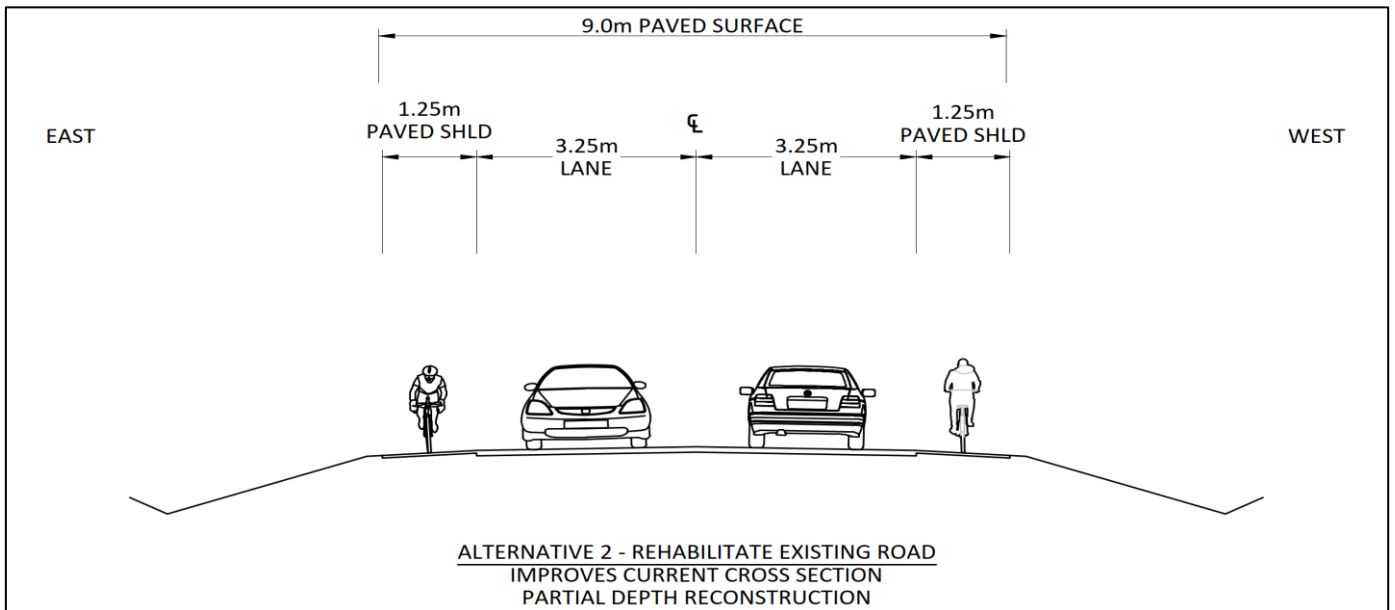 9.0m PAVED SURFACE
1.25m
PAVED SHLD
3.25m
LANE
℄
3.25m
LANE
1.25m
PAVED SHLD
EAST
WEST
ALTERNATIVE 2 - REHABILITATE EXISTING ROAD
IMPROVES CURRENT CROSS SECTION
PARTIAL DEPTH RECONSTRUCTION